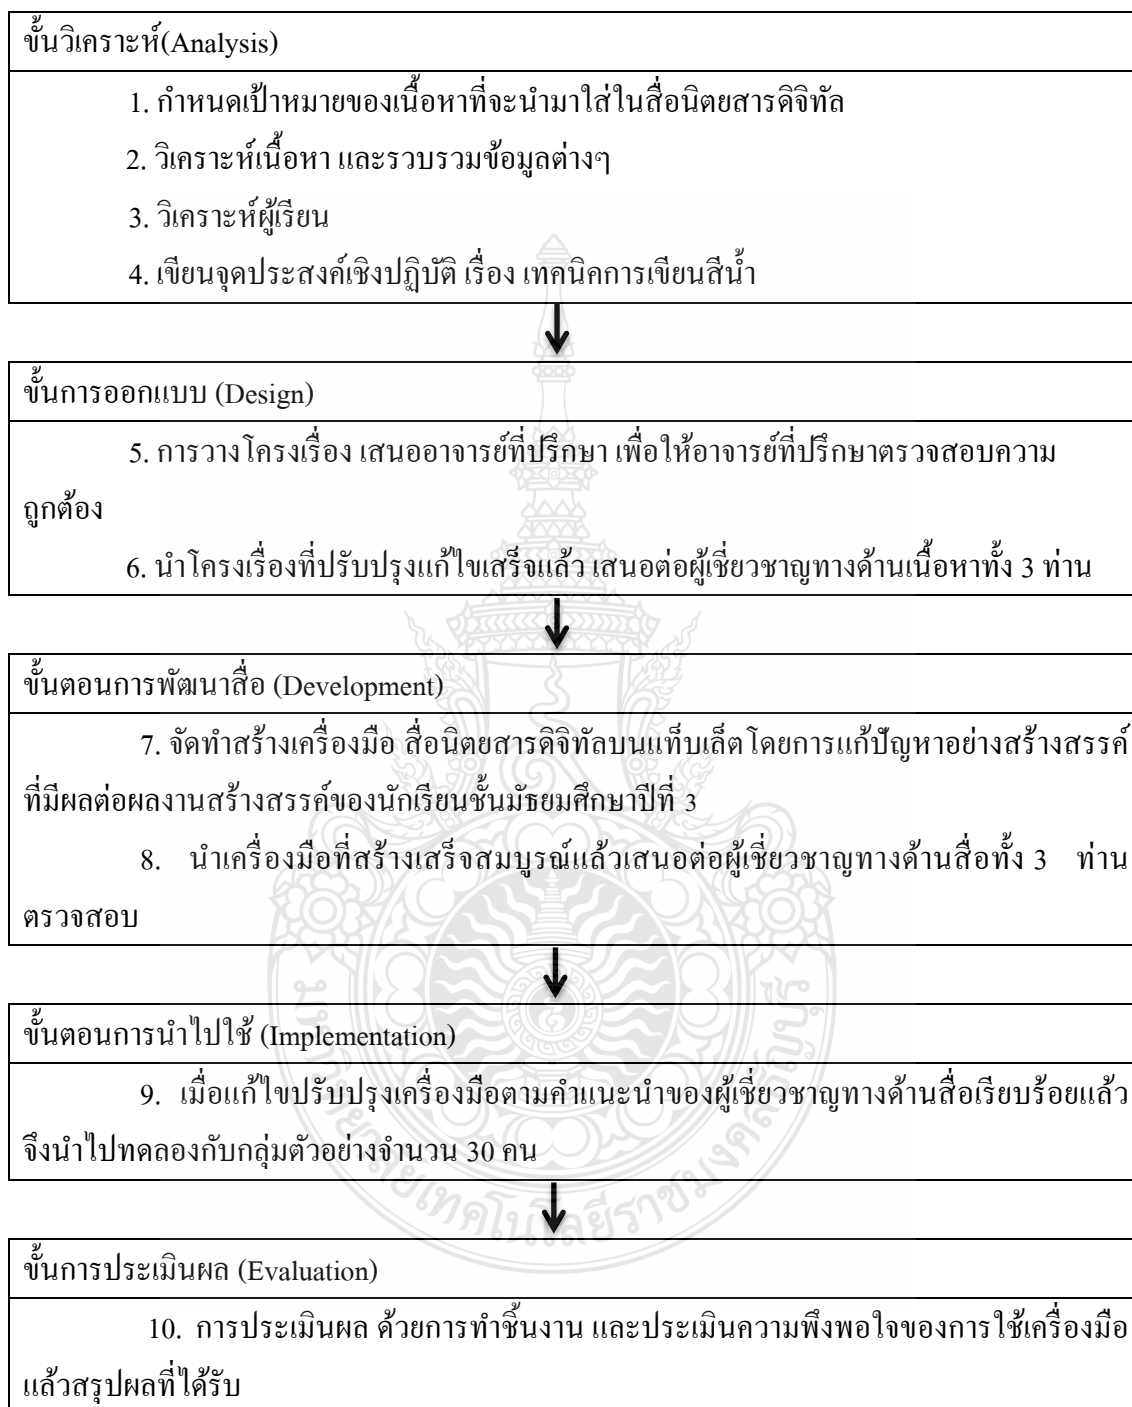 ขั้นวิเคราะห์(Analysis)
1. กำหนดเป้าหมายของเนื้อหาที่จะนำมาใส่ในสื่อนิตยสารดิจิทัล
2. วิเคราะห์เนื้อหา และรวบรวมข้อมูลต่างๆ
3. วิเคราะห์ผู้เรียน
4. เขียนจุดประสงค์เชิงปฏิบัติ เรื่อง เทคนิคการเขียนสีน้ำ
ขั้นการออกแบบ (Design)
5. การวางโครงเรื่อง เสนออาจารย์ที่ปรึกษา เพื่อให้อาจารย์ที่ปรึกษาตรวจสอบความ
ถูกต้อง
6. นำโครงเรื่องที่ปรับปรุงแก้ไขเสร็จแล้ว เสนอต่อผู้เชี่ยวชาญทางด้านเนื้อหาทั้ง 3 ท่าน
ขั้นตอนการพัฒนาสื่อ (Development)
7. จัดทำสร้างเครื่องมือ สื่อนิตยสารดิจิทัลบนแท็บเล็ตโดยการแก้ปัญหาอย่างสร้างสรรค์
ที่มีผลต่อผลงานสร้างสรรค์ของนักเรียนชั้นมัธยมศึกษาปีที่ 3
8. นำเครื่องมือที่สร้างเสร็จสมบูรณ์แล้วเสนอต่อผู้เชี่ยวชาญทางด้านสื่อทั้ง 3 ท่าน
ตรวจสอบ
ขั้นตอนการนำไปใช้ (Implementation)
9. เมื่อแก้ไขปรับปรุงเครื่องมือตามคำแนะนำของผู้เชี่ยวชาญทางด้านสื่อเรียบร้อยแล้ว
จึงนำไปทดลองกับกลุ่มตัวอย่างจำนวน 30 คน
มหาวิทยาลัยเทคโนโลยีราชมงคลธัญบุรี
ขั้นการประเมินผล (Evaluation)
10. การประเมินผล ด้วยการทำชิ้นงาน และประเมินความพึงพอใจของการใช้เครื่องมือ
แล้วสรุปผลที่ได้รับ